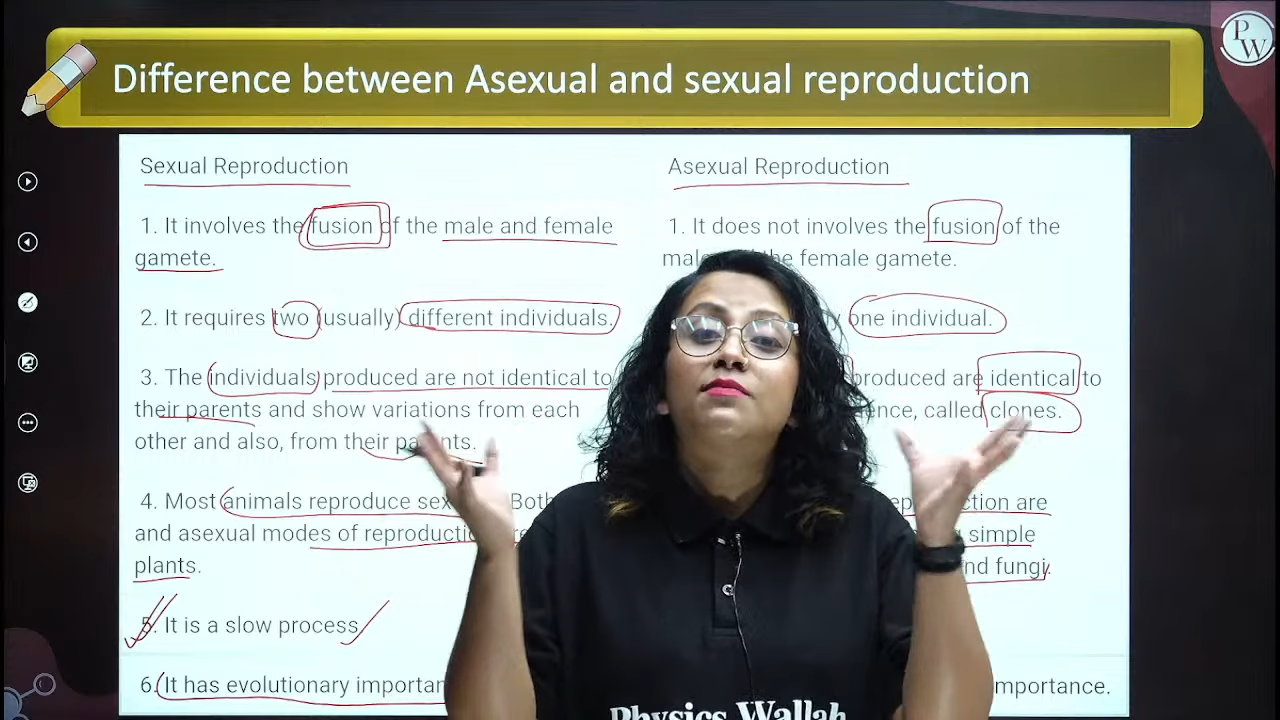 P
W
Difference between Asexual and sexual reproduction
Sexual Reproduction
1. It involves the fusion of the male and female
gamete.
2. It requires two (usually) different individuals.
3. The individuals produced are not identical to
their parents and show variations from each
other and also, from their parents.
4. Most animals reproduce Both
and asexual modes of
plants.
5. It is a slow process
6. It has evolutionary
Asexual Reproduction
1. It does not involves the fusion of the
the female gamete.
one individual.
produced are identical to
called clones.
are
simple
and fungi.
importance.
Physics Wallah